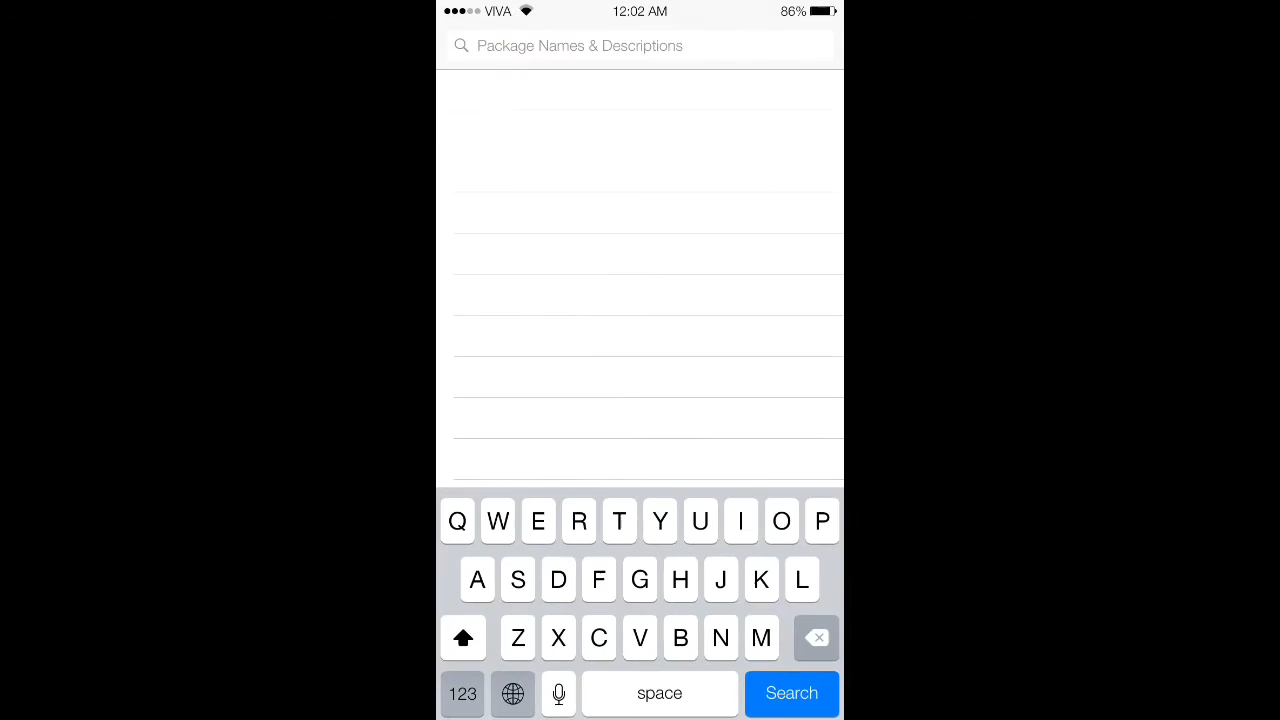 VIVA 12:02 AM 86%
Package Names & Descriptions
Q W E R T Y U I O P
A S D F G H J K L
Z X C V B N M
123 space Search